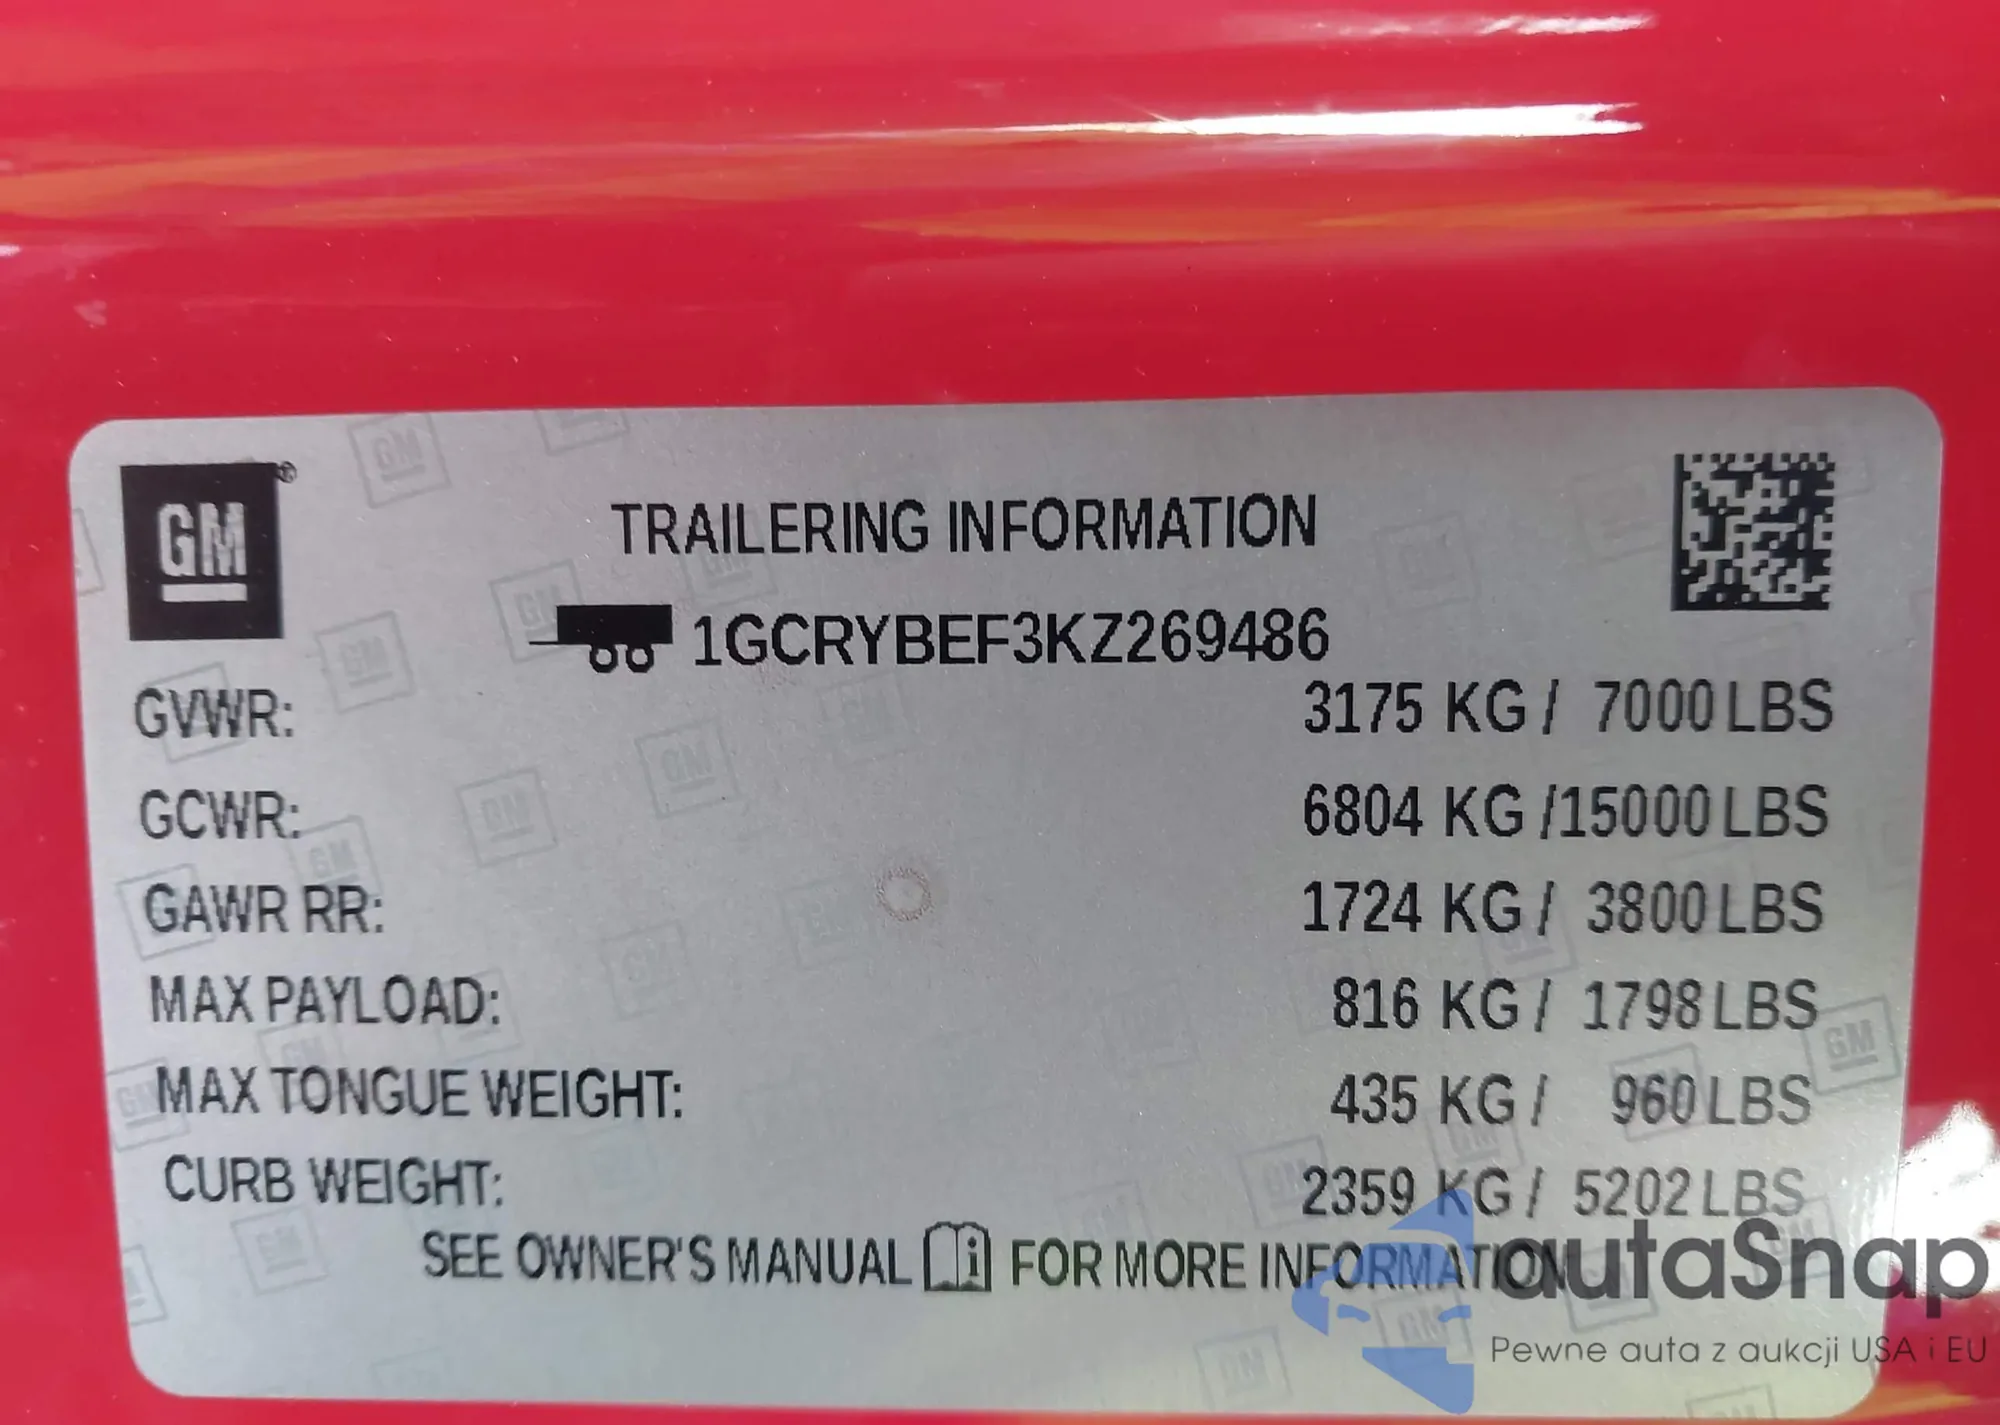 GM®
TRAILERING INFORMATION
1GCRYBEF3KZ269486
GVWR: 3175 KG / 7000 LBS
GCWR: 6804 KG /15000 LBS
GAWR RR: 1724 KG / 3800 LBS
MAX PAYLOAD: 816 KG / 1798 LBS
MAX TONGUE WEIGHT: 435 KG / 960 LBS
CURB WEIGHT: 2359 KG / 5202 LBS
SEE OWNER'S MANUAL i FOR MORE INFORMATION
autaSnap
Pewne auta z aukcji USA i EU